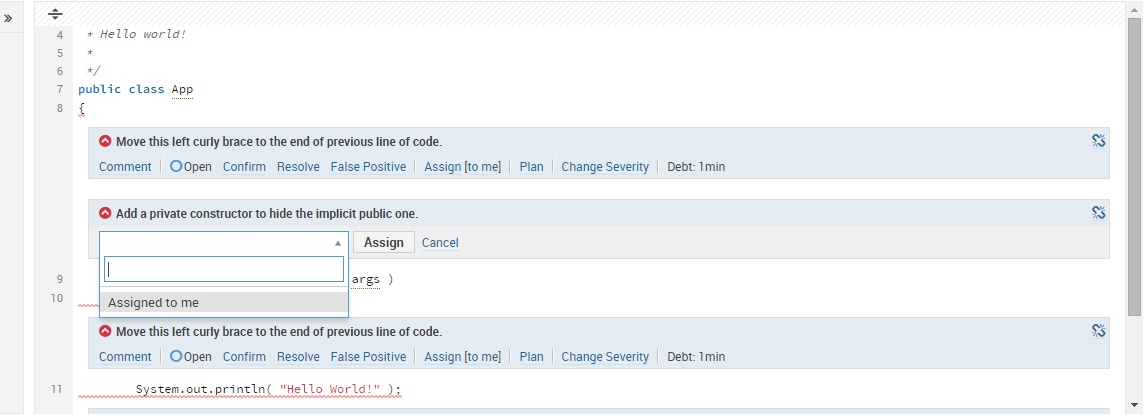 4 * Hello world!
5 *
6 */
7 public class App
8 {
Move this left curly brace to the end of previous line of code.
Comment Open Confirm Resolve False Positive Assign [to me] Plan Change Severity Debt: 1min
Add a private constructor to hide the implicit public one.
Assign Cancel
9 args )
Assigned to me
10
Move this left curly brace to the end of previous line of code.
Comment Open Confirm Resolve False Positive Assign [to me] Plan Change Severity Debt: 1min
11 System.out.println( "Hello World!" );